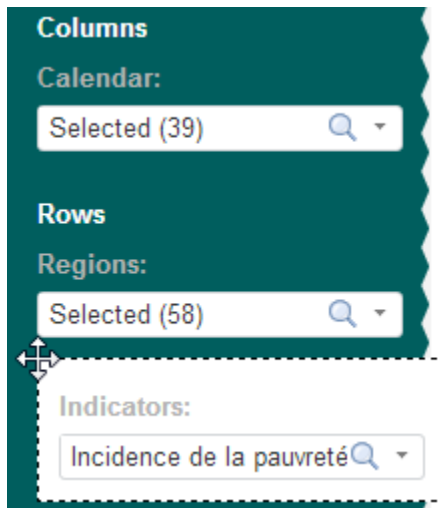 Columns
Calendar:
Selected (39)
Rows
Regions:
Selected (58)
Indicators:
Incidence de la pauvreté